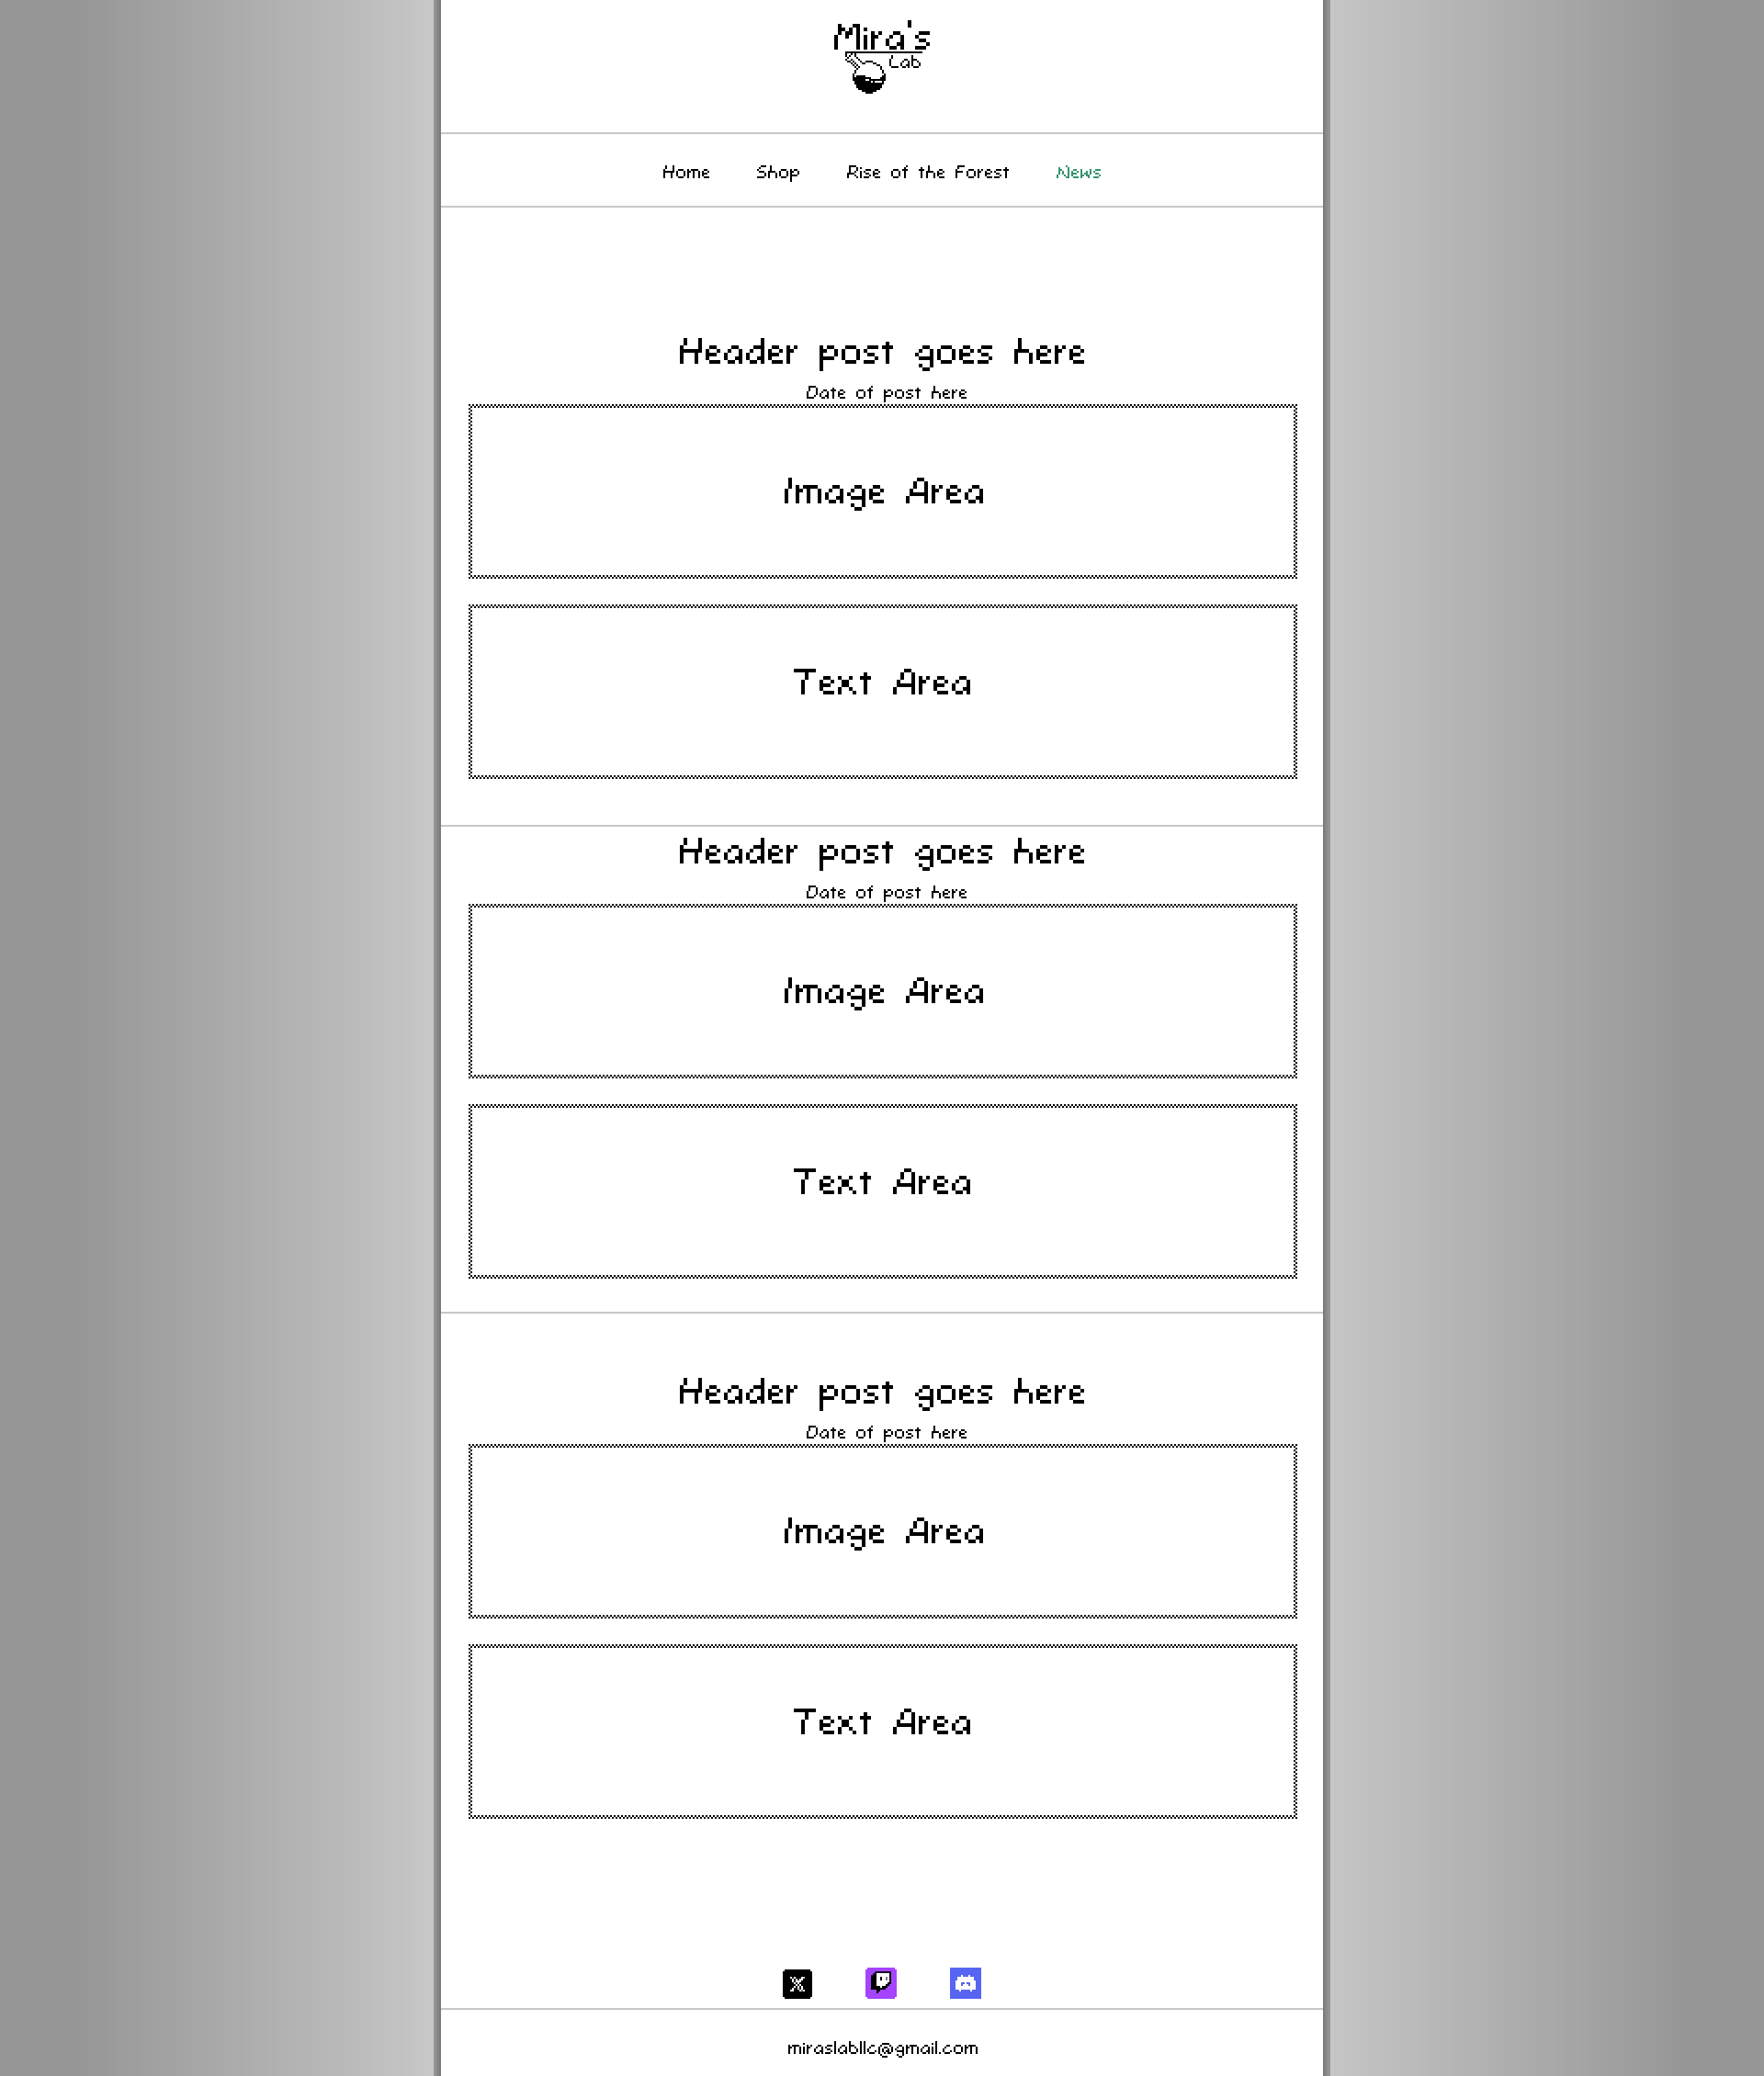 Mira's
Lab
Home Shop Rise of the Forest News
Header post goes here
Date of post here
Image Area
Text Area
Header post goes here
Date of post here
Image Area
Text Area
Header post goes here
Date of post here
Image Area
Text Area
X
miraslabllc@gmail.com